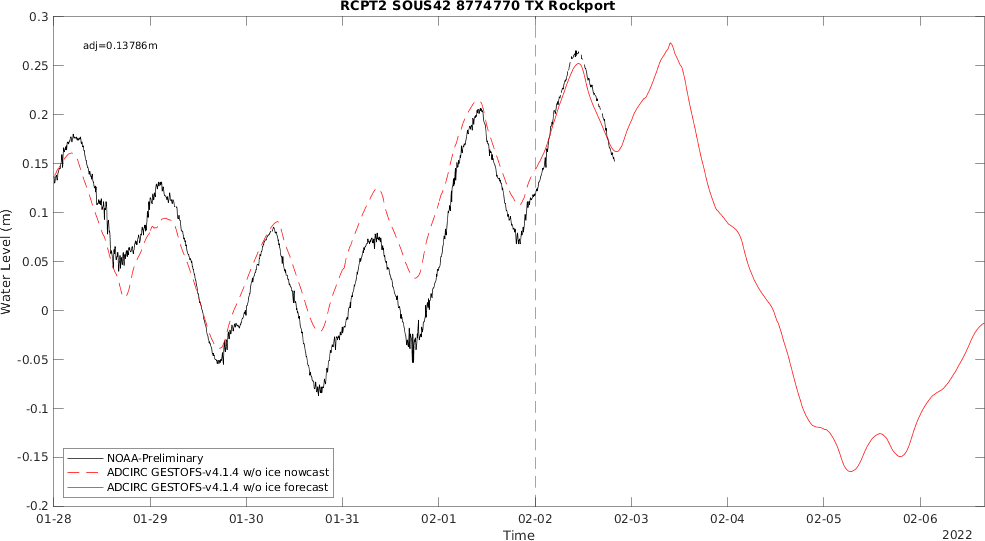 RCPT2 SOUS42 8774770 TX Rockport
adj=0.13786m
0.3
0.25
0.2
0.15
0.1
0.05
0
-0.05
-0.1
-0.15
-0.2
Water Level (m)
NOAA-Preliminary
ADCIRC GESTOFS-v4.1.4 w/o ice nowcast
ADCIRC GESTOFS-v4.1.4 w/o ice forecast
01-28 01-29 01-30 01-31 02-01 02-02 02-03 02-04 02-05 02-06
Time
2022